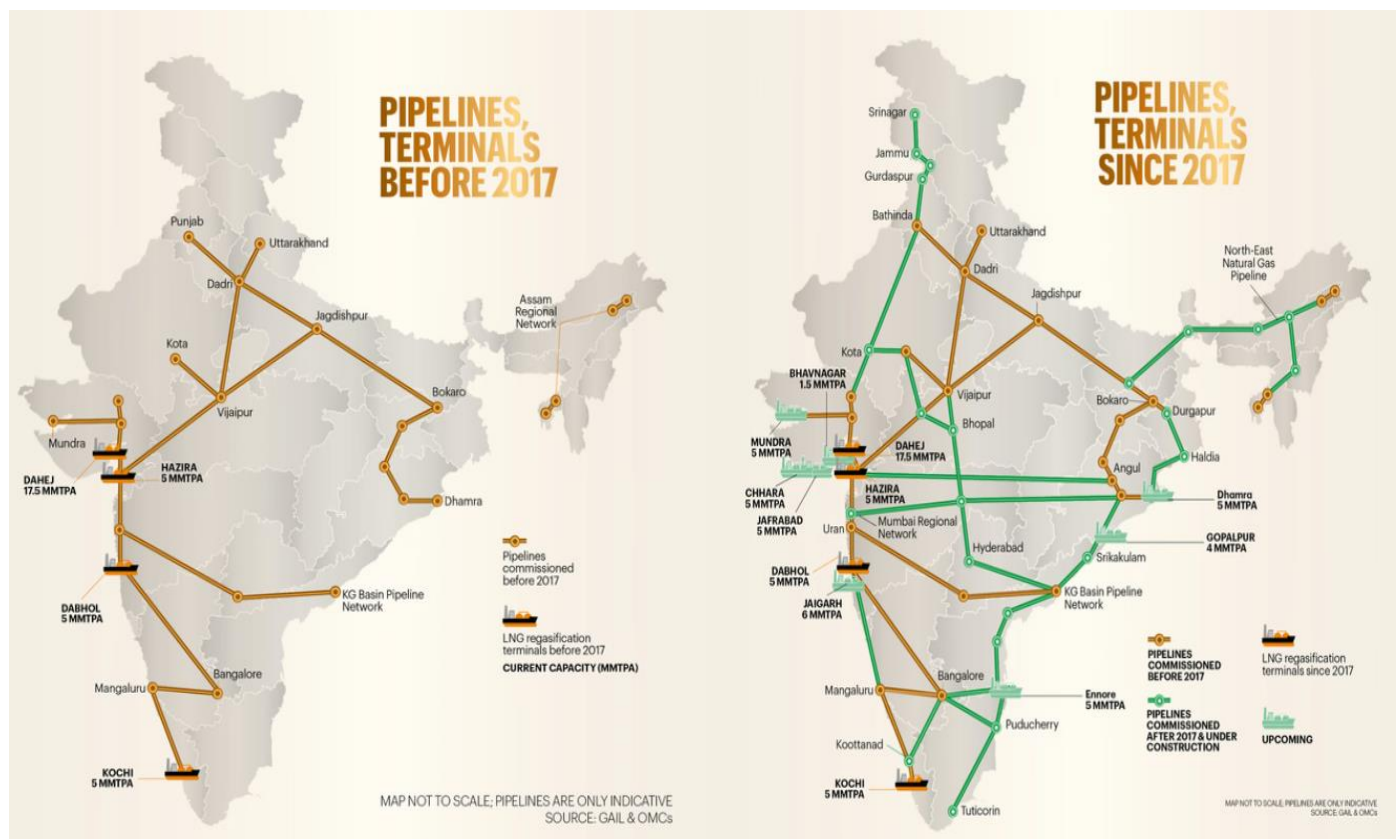 PIPELINES,
TERMINALS
BEFORE 2017
Punjab
Uttarakhand
Dadri
Assam
Regional
Network
Jagdishpur
Kota
Bokaro
Vijaipur
Mundra
DAHEJ
17.5 MMTPA
HAZIRA
5 MMTPA
Dhamra
Pipelines
commissioned
before 2017
KG Basin Pipeline
Network
DABHOL
5 MMTPA
LNG regasification
terminals before 2017
CURRENT CAPACITY (MMTPA)
Bangalore
Mangaluru
KOCHI
5 MMTPA
MAP NOT TO SCALE; PIPELINES ARE ONLY INDICATIVE
SOURCE: GAIL & OMCs
PIPELINES,
TERMINALS
SINCE 2017
Srinagar
Jammu
Gurdaspur
Bathinda
Uttarakhand
North-East
Natural Gas
Pipeline
Dadri
Jagdishpur
Kota
BHAVNAGAR
1.5 MMTPA
Vijaipur
Bokaro
Durgapur
Bhopal
MUNDRA
5 MMTPA
DAHEJ
17.5 MMTPA
Haldia
Angul
CHHARA
5 MMTPA
HAZIRA
5 MMTPA
Dhamra
5 MMTPA
JAFRABAD
5 MMTPA
Uran
Mumbai Regional
Network
GOPALPUR
4 MMTPA
Hyderabad
Srikakulam
DABHOL
5 MMTPA
JAIGARH
6 MMTPA
KG Basin Pipeline
Network
PIPELINES
COMMISSIONED
BEFORE 2017
LNG regasification
terminals since 2017
Bangalore
Mangaluru
Ennore
5 MMTPA
PIPELINES
COMMISSIONED
AFTER 2017 & UNDER
CONSTRUCTION
UPCOMING
Puducherry
Koottanad
KOCHI
5 MMTPA
Tuticorin
MAP NOT TO SCALE; PIPELINES ARE ONLY INDICATIVE
SOURCE: GAIL & OMCs